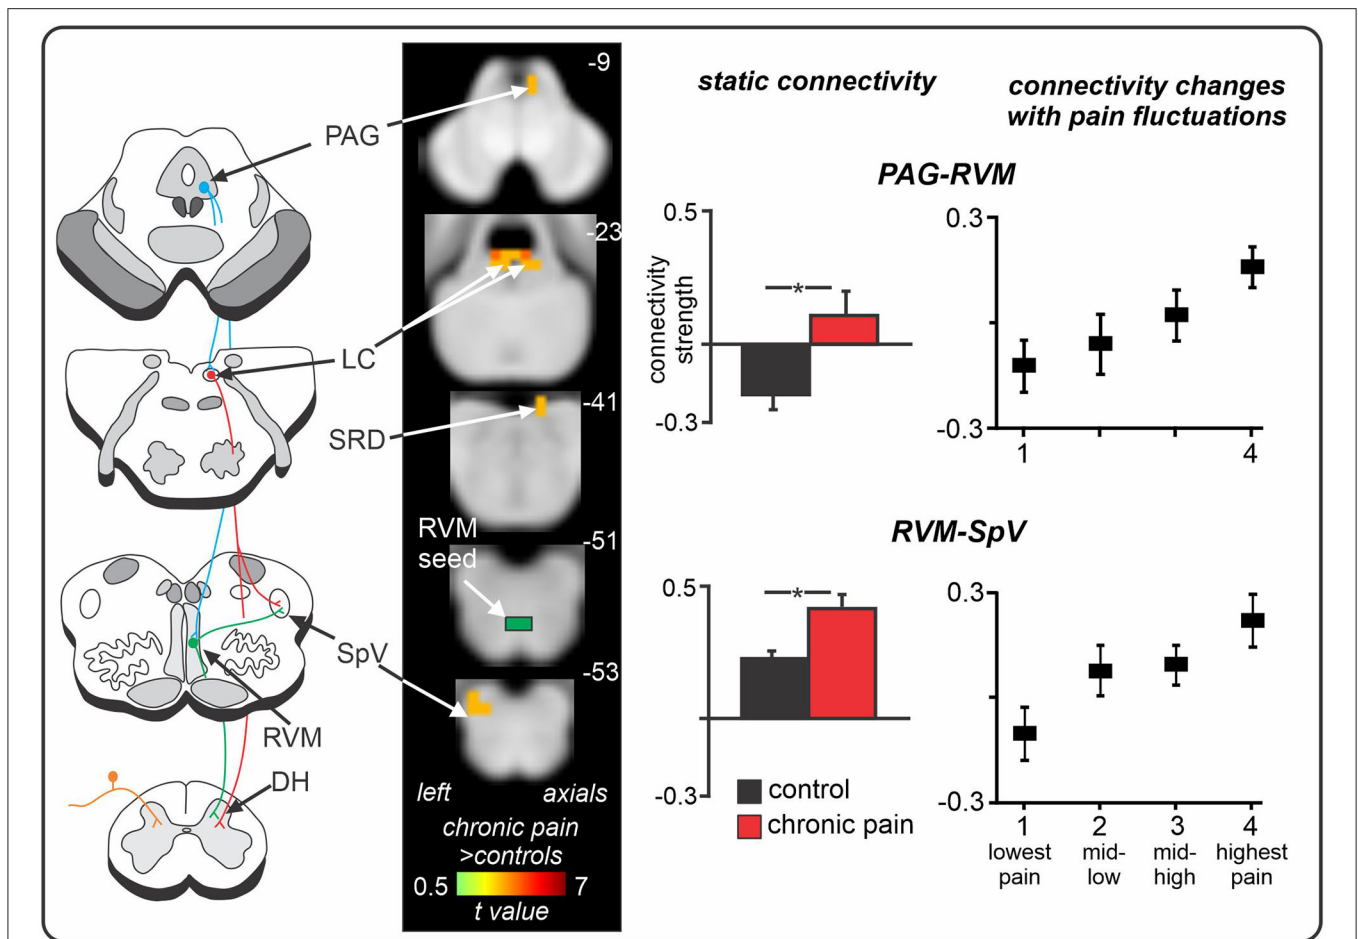 PAG
LC
SRD
RVM
seed
SpV
RVM
DH
-9
-23
-41
-51
-53
left axials
chronic pain
>controls
0.5 7
t value
static connectivity
connectivity changes
with pain fluctuations
PAG-RVM
0.5
connectivity
strength
*
-0.3
0.3
-0.3
1 4
RVM-SpV
0.5
*
-0.3
control
chronic pain
0.3
-0.3
1 2 3 4
lowest mid- mid- highest
pain low high pain